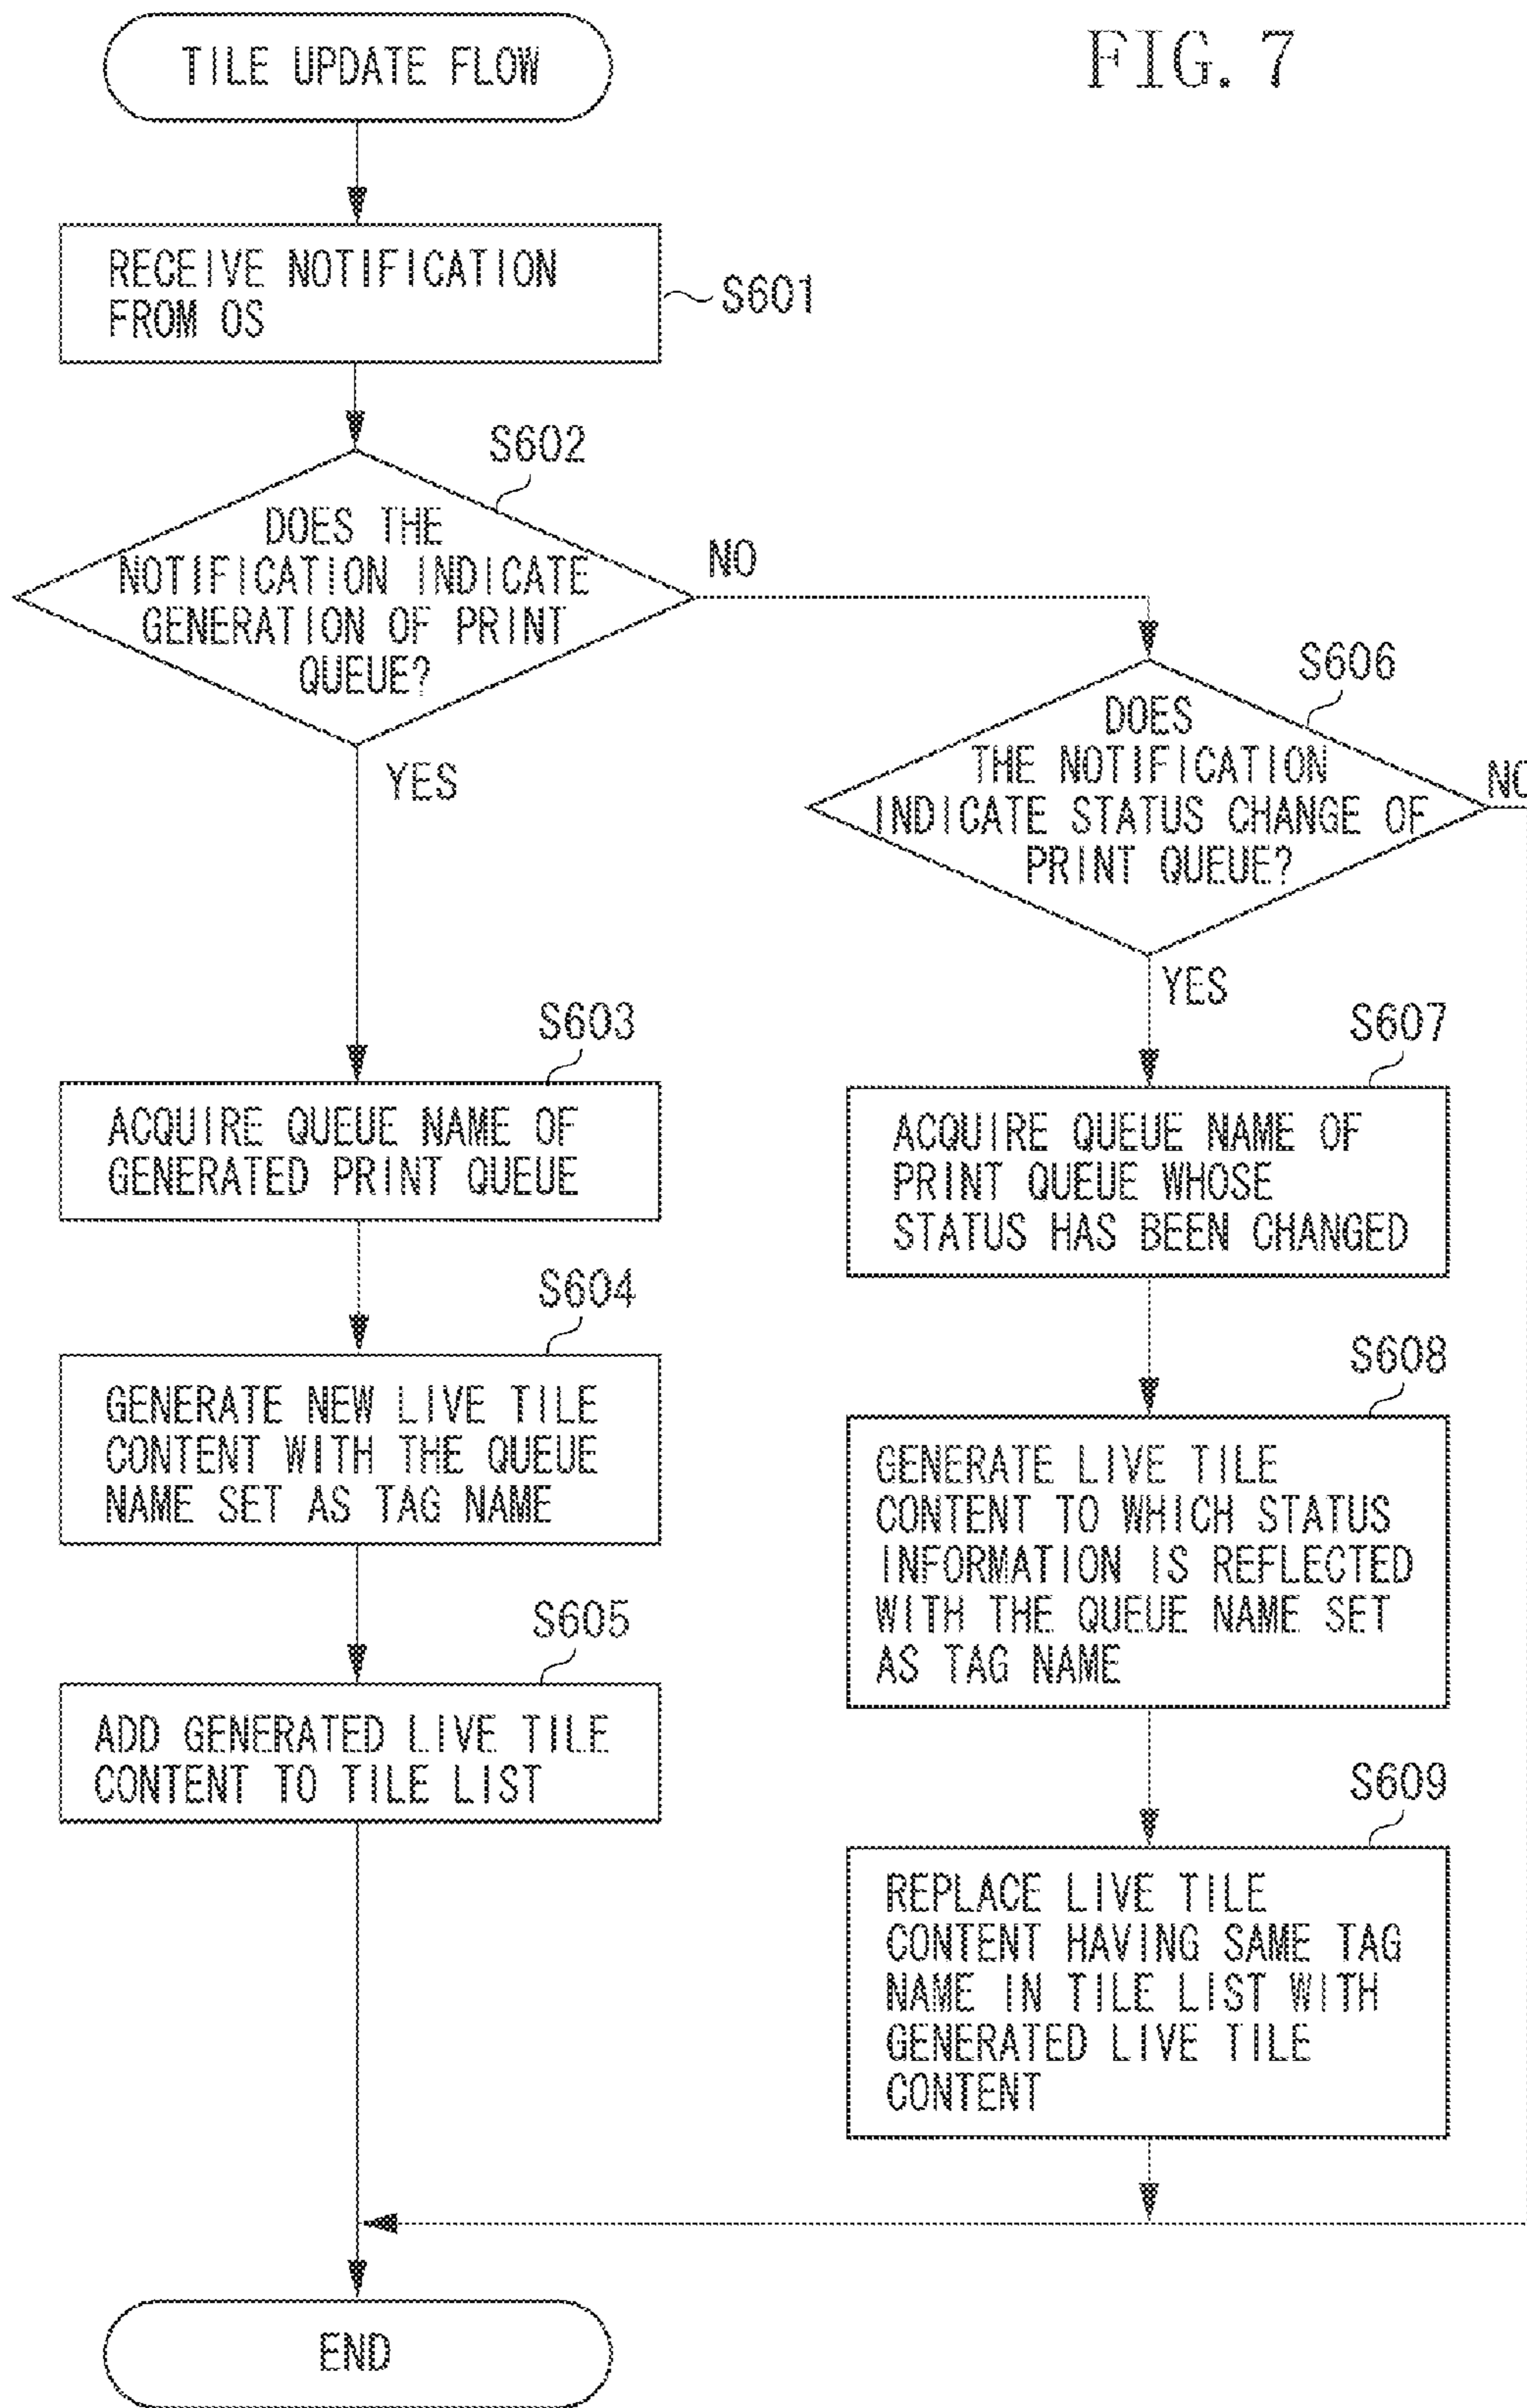 FIG. 7
TILE UPDATE FLOW
RECEIVE NOTIFICATION
FROM OS
S601
S602
DOES THE
NOTIFICATION INDICATE
GENERATION OF PRINT
QUEUE?
NO
YES
S603
ACQUIRE QUEUE NAME OF
GENERATED PRINT QUEUE
S604
GENERATE NEW LIVE TILE
CONTENT WITH THE QUEUE
NAME SET AS TAG NAME
S605
ADD GENERATED LIVE TILE
CONTENT TO TILE LIST
S606
DOES
THE NOTIFICATION
INDICATE STATUS CHANGE OF
PRINT QUEUE?
NO
YES
S607
ACQUIRE QUEUE NAME OF
PRINT QUEUE WHOSE
STATUS HAS BEEN CHANGED
S608
GENERATE LIVE TILE
CONTENT TO WHICH STATUS
INFORMATION IS REFLECTED
WITH THE QUEUE NAME SET
AS TAG NAME
S609
REPLACE LIVE TILE
CONTENT HAVING SAME TAG
NAME IN TILE LIST WITH
GENERATED LIVE TILE
CONTENT
END